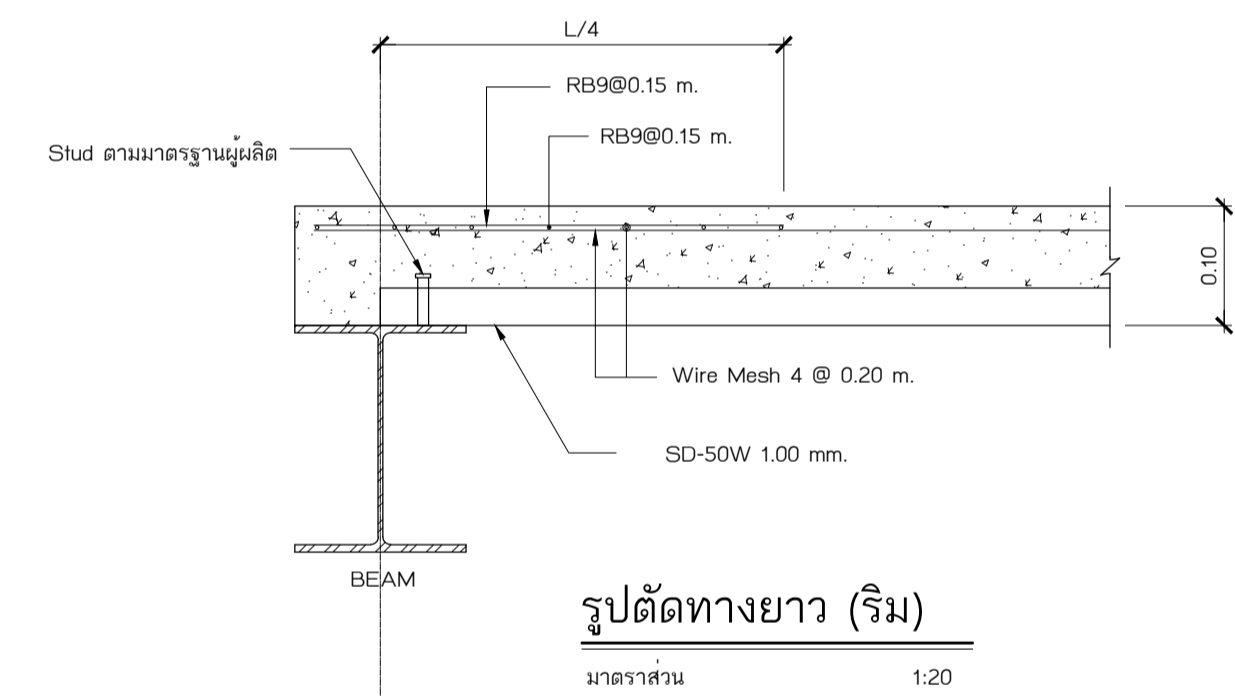 L/4
RB9@0.15 m.
RB9@0.15 m.
Stud ตามมาตรฐานผู้ผลิต
0.10
Wire Mesh 4 @ 0.20 m.
SD-50W 1.00 mm.
BEAM
รูปตัดทางยาว (ริม)
มาตราส่วน 1:20